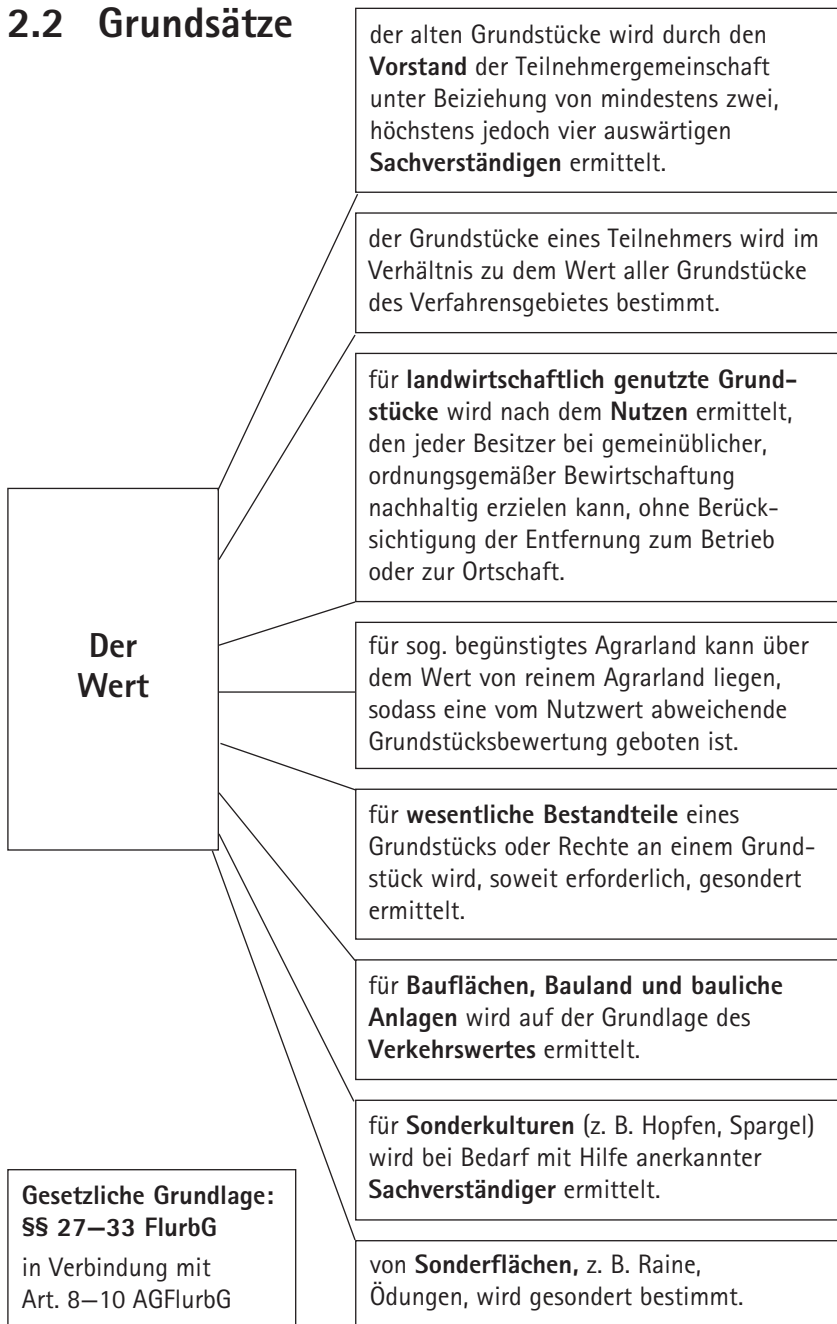 2.2 Grundsätze
der alten Grundstücke wird durch den
Vorstand der Teilnehmergemeinschaft
unter Beiziehung von mindestens zwei,
höchstens jedoch vier auswärtigen
Sachverständigen ermittelt.
der Grundstücke eines Teilnehmers wird im
Verhältnis zu dem Wert aller Grundstücke
des Verfahrensgebietes bestimmt.
für landwirtschaftlich genutzte Grund-
stücke wird nach dem Nutzen ermittelt,
den jeder Besitzer bei gemeinüblicher,
ordnungsgemäßer Bewirtschaftung
nachhaltig erzielen kann, ohne Berück-
sichtigung der Entfernung zum Betrieb
oder zur Ortschaft.
Der
Wert
für sog. begünstigtes Agrarland kann über
dem Wert von reinem Agrarland liegen,
sodass eine vom Nutzwert abweichende
Grundstücksbewertung geboten ist.
für wesentliche Bestandteile eines
Grundstücks oder Rechte an einem Grund-
stück wird, soweit erforderlich, gesondert
ermittelt.
für Bauflächen, Bauland und bauliche
Anlagen wird auf der Grundlage des
Verkehrswertes ermittelt.
für Sonderkulturen (z. B. Hopfen, Spargel)
wird bei Bedarf mit Hilfe anerkannter
Sachverständiger ermittelt.
von Sonderflächen, z. B. Raine,
Ödungen, wird gesondert bestimmt.
Gesetzliche Grundlage:
§§ 27–33 FlurbG
in Verbindung mit
Art. 8–10 AGFlurbG